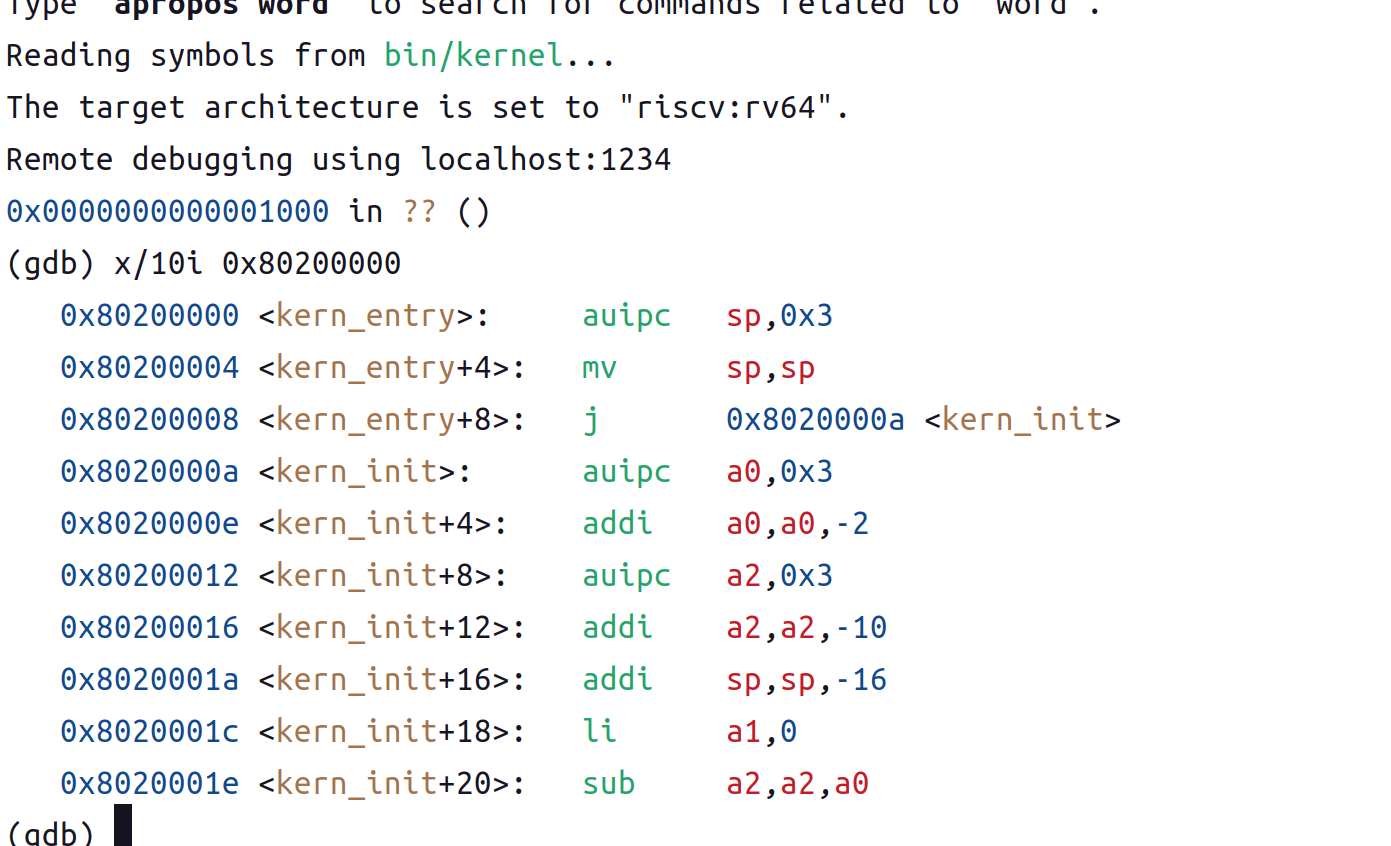 Type "apropos word" to search for commands related to "word".
Reading symbols from bin/kernel...
The target architecture is set to "riscv:rv64".
Remote debugging using localhost:1234
0x0000000000001000 in ?? ()
(gdb) x/10i 0x80200000
   0x80200000 <kern_entry>:     auipc   sp,0x3
   0x80200004 <kern_entry+4>:   mv      sp,sp
   0x80200008 <kern_entry+8>:   j       0x8020000a <kern_init>
   0x8020000a <kern_init>:      auipc   a0,0x3
   0x8020000e <kern_init+4>:    addi    a0,a0,-2
   0x80200012 <kern_init+8>:    auipc   a2,0x3
   0x80200016 <kern_init+12>:   addi    a2,a2,-10
   0x8020001a <kern_init+16>:   addi    sp,sp,-16
   0x8020001c <kern_init+18>:   li      a1,0
   0x8020001e <kern_init+20>:   sub     a2,a2,a0
(gdb)